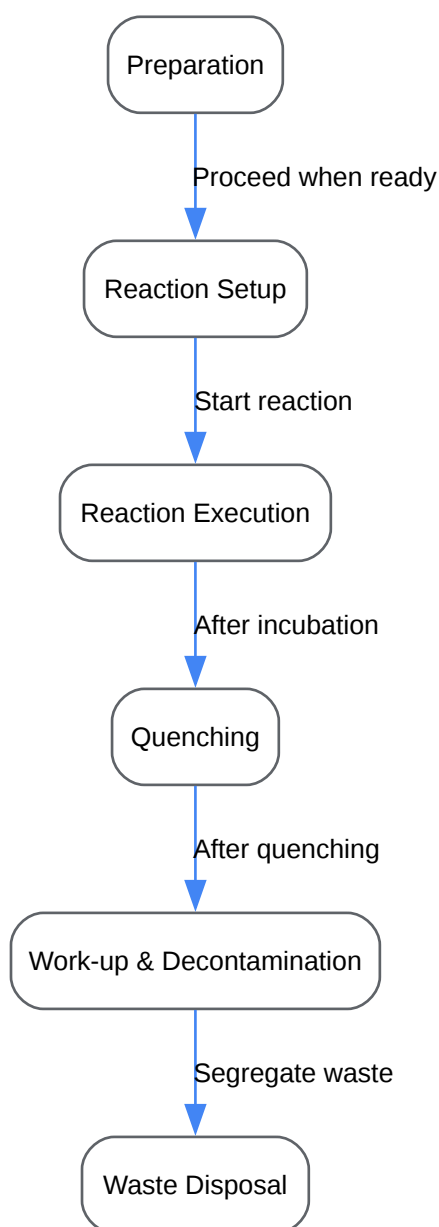 Preparation
Proceed when ready
Reaction Setup
Start reaction
Reaction Execution
After incubation
Quenching
After quenching
Work-up & Decontamination
Segregate waste
Waste Disposal